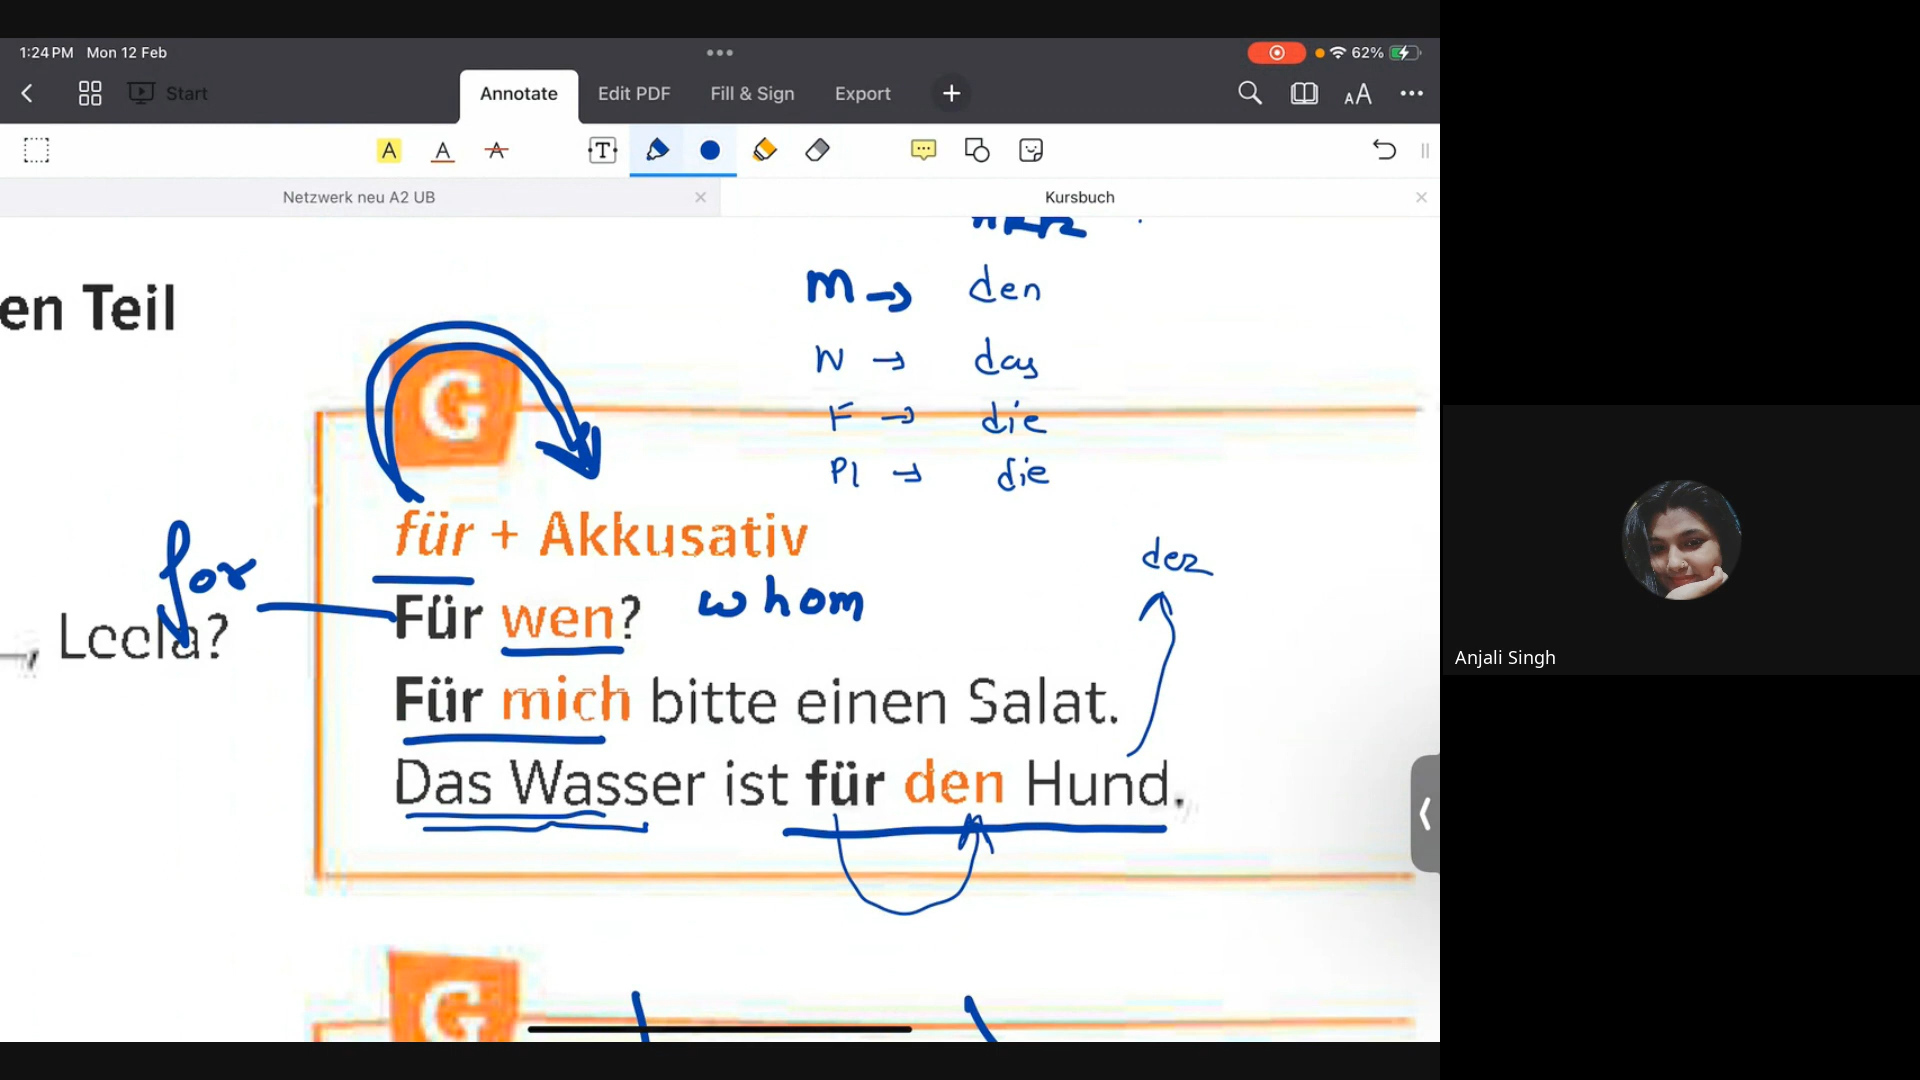 1:24 PM Mon 12 Feb
62%
Start
Annotate
Edit PDF
Fill & Sign
Export
Netzwerk neu A2 UB
Kursbuch
M → den
N → das
F → die
Pl → die
en Teil
G
für + Akkusativ
for
Für wen? whom
Leela?
der
Für mich bitte einen Salat.
Das Wasser ist für den Hund.
G
Anjali Singh